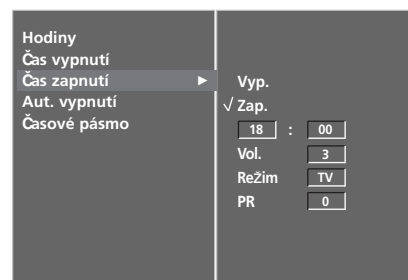 Hodiny
Čas vypnutí
Čas zapnutí ►
Aut. vypnutí
Časové pásmo
Vyp.
√ Zap.
18 : 00
Vol. 3
Režim TV
PR 0